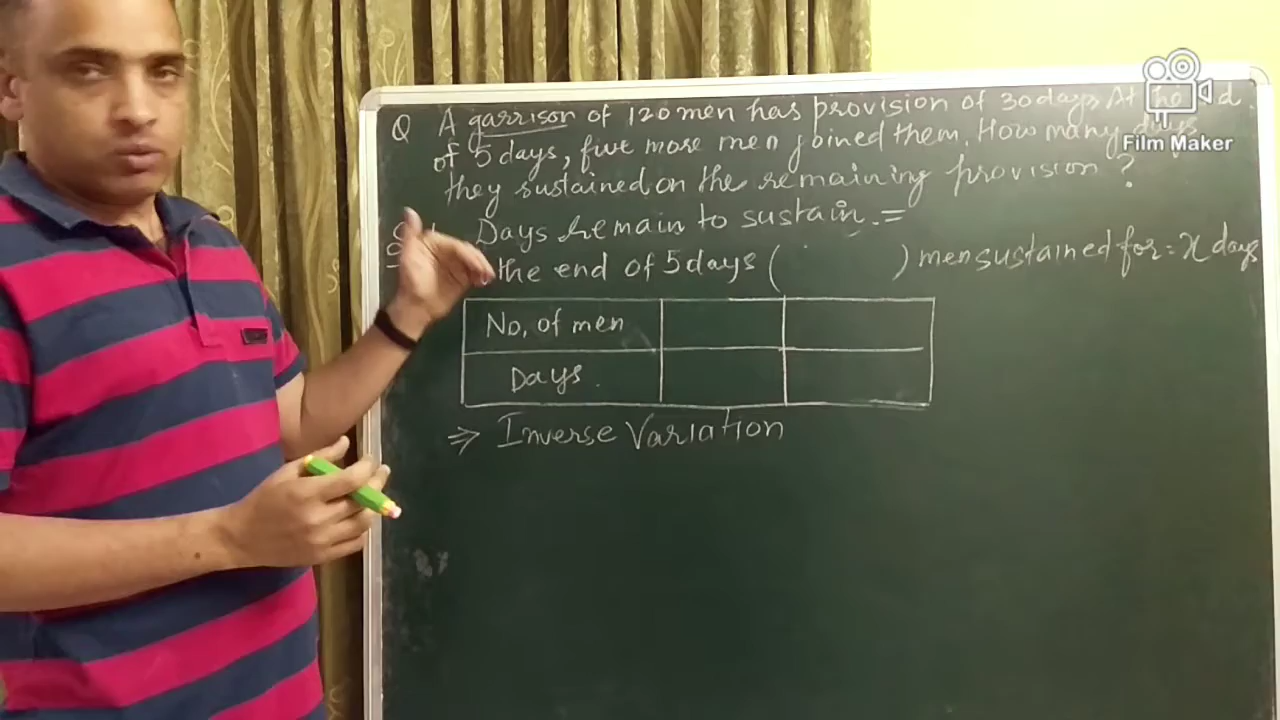 Q A garrison of 120 men has provision of 30 days. At
of 5 days, five more men joined them. How many days
they sustained on the remaining provision ?
Days remain to sustain. =
the end of 5 days ( ) men sustained for = x days
No. of men
Days.
⇒ Inverse Variation
Film Maker